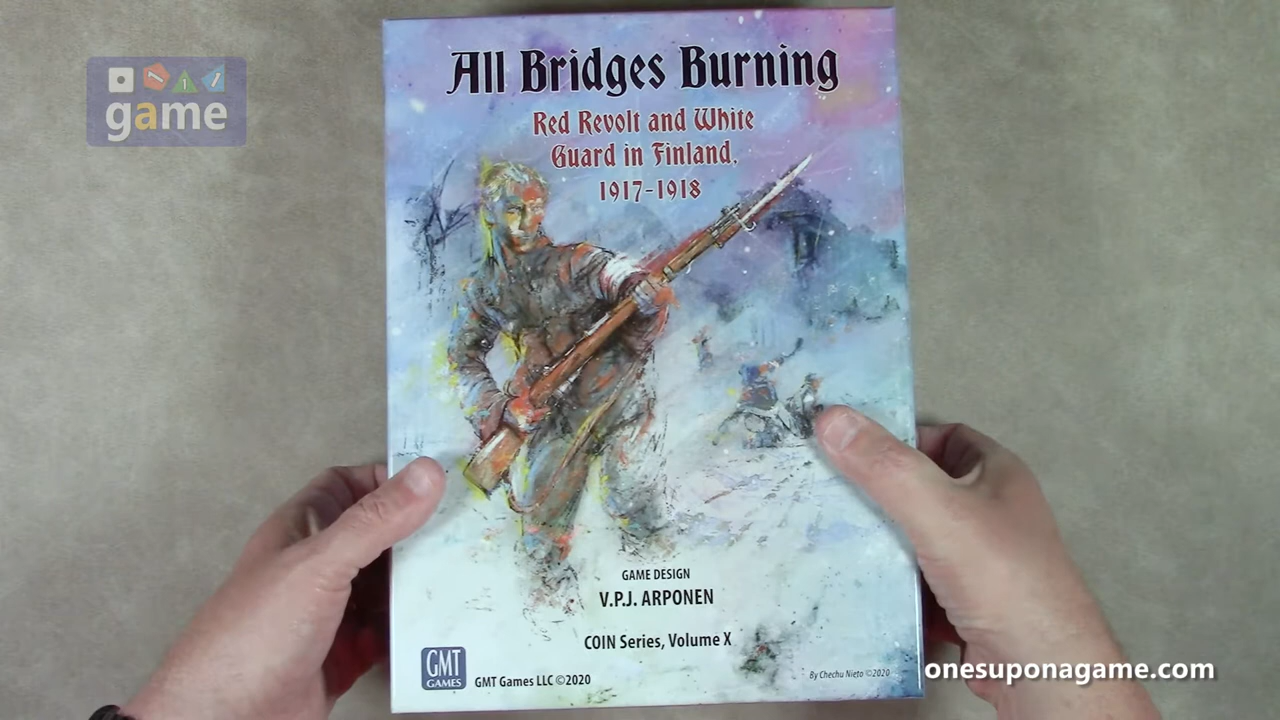 game
All Bridges Burning
Red Revolt and White
Guard in Finland,
1917-1918
GAME DESIGN
V.P.J. ARPONEN
COIN Series, Volume X
GMT
GAMES
GMT Games LLC ©2020
By Chechu Nieto ©2020
onesuponagame.com